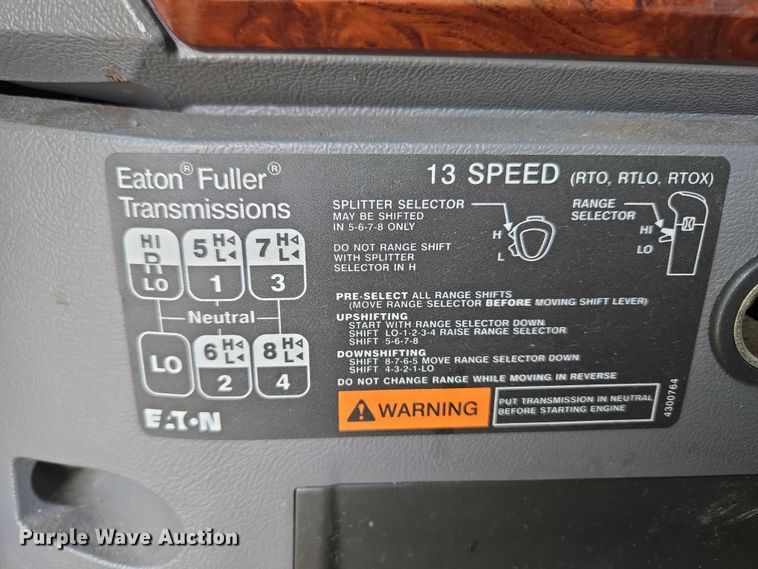 Eaton® Fuller®
Transmissions
13 SPEED (RTO, RTLO, RTOX)
SPLITTER SELECTOR
MAY BE SHIFTED
IN 5-6-7-8 ONLY
H
L
RANGE
SELECTOR
HI
LO
DO NOT RANGE SHIFT
WITH SPLITTER
SELECTOR IN H
HI
R
LO
5 H
L
1
7 H
L
3
Neutral
LO
6 H
L
2
8 H
L
4
EATON
PRE-SELECT ALL RANGE SHIFTS
(MOVE RANGE SELECTOR BEFORE MOVING SHIFT LEVER)
UPSHIFTING
START WITH RANGE SELECTOR DOWN
SHIFT LO-1-2-3-4 RAISE RANGE SELECTOR
SHIFT 5-6-7-8
DOWNSHIFTING
SHIFT 8-7-6-5 MOVE RANGE SELECTOR DOWN
SHIFT 4-3-2-1-LO
DO NOT CHANGE RANGE WHILE MOVING IN REVERSE
WARNING
PUT TRANSMISSION IN NEUTRAL
BEFORE STARTING ENGINE
4300764
Purple Wave Auction